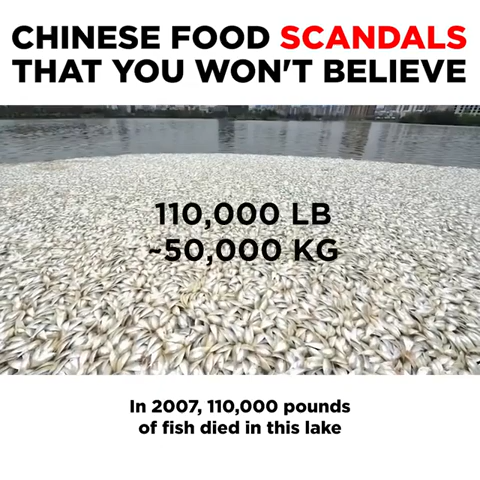 CHINESE FOOD SCANDALS
THAT YOU WON'T BELIEVE
110,000 LB
~50,000 KG
In 2007, 110,000 pounds
of fish died in this lake